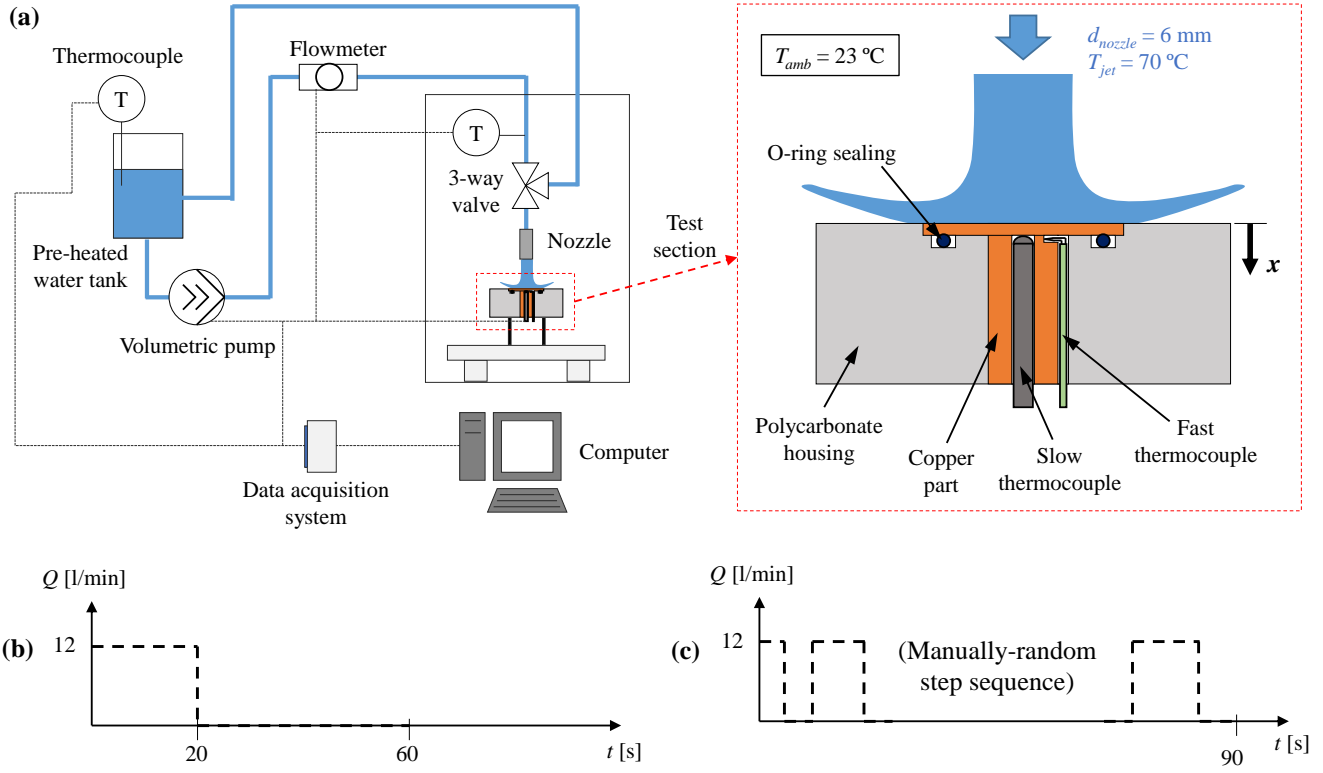 (a)
Thermocouple
T
Flowmeter
T
3-way
valve
Nozzle
Pre-heated
water tank
Volumetric pump
Test
section
Data acquisition
system
Computer
T_amb = 23 ºC
d_nozzle = 6 mm
T_jet = 70 ºC
O-ring sealing
x
Polycarbonate
housing
Copper
part
Slow
thermocouple
Fast
thermocouple
(b)
Q [l/min]
12
20
60
t [s]
(c)
Q [l/min]
12
(Manually-random
step sequence)
90
t [s]